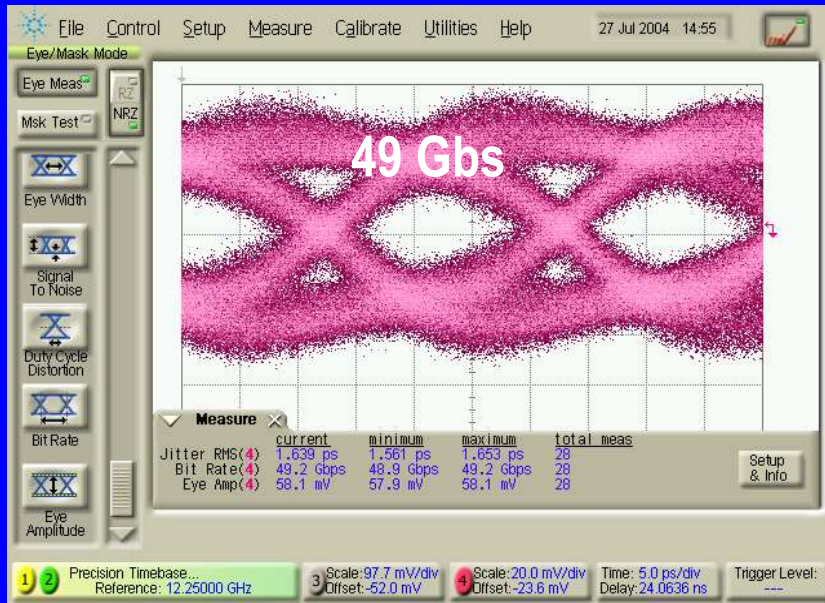 File Control Setup Measure Calibrate Utilities Help 27 Jul 2004 14:55
Eye/Mask Mode
Eye Meas
RZ
NRZ
Msk Test
49 Gbs
Eye Width
Signal
To Noise
Duty Cycle
Distortion
Bit Rate
Eye
Amplitude
Measure
current minimum maximum total meas
Jitter RMS(4) 1.639 ps 1.561 ps 1.653 ps 28
Bit Rate(4) 49.2 Gbps 48.9 Gbps 49.2 Gbps 28
Eye Amp(4) 58.1 mV 57.9 mV 58.1 mV 28
Setup
& Info
1 2 Precision Timebase...
Reference: 12.25000 GHz
3 Scale:97.7 mV/div
Offset:-52.0 mV
4 Scale:20.0 mV/div
Offset:-23.6 mV
Time: 5.0 ps/div
Delay:24.0636 ns
Trigger Level:
---